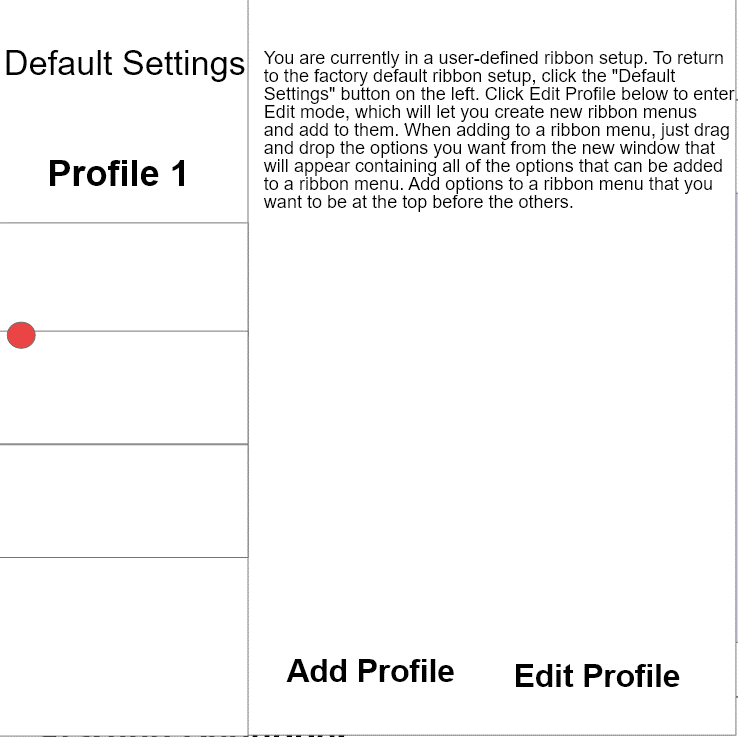 Default Settings
Profile 1
You are currently in a user-defined ribbon setup. To return
to the factory default ribbon setup, click the "Default
Settings" button on the left. Click Edit Profile below to enter
Edit mode, which will let you create new ribbon menus
and add to them. When adding to a ribbon menu, just drag
and drop the options you want from the new window that
will appear containing all of the options that can be added
to a ribbon menu. Add options to a ribbon menu that you
want to be at the top before the others.
Add Profile
Edit Profile